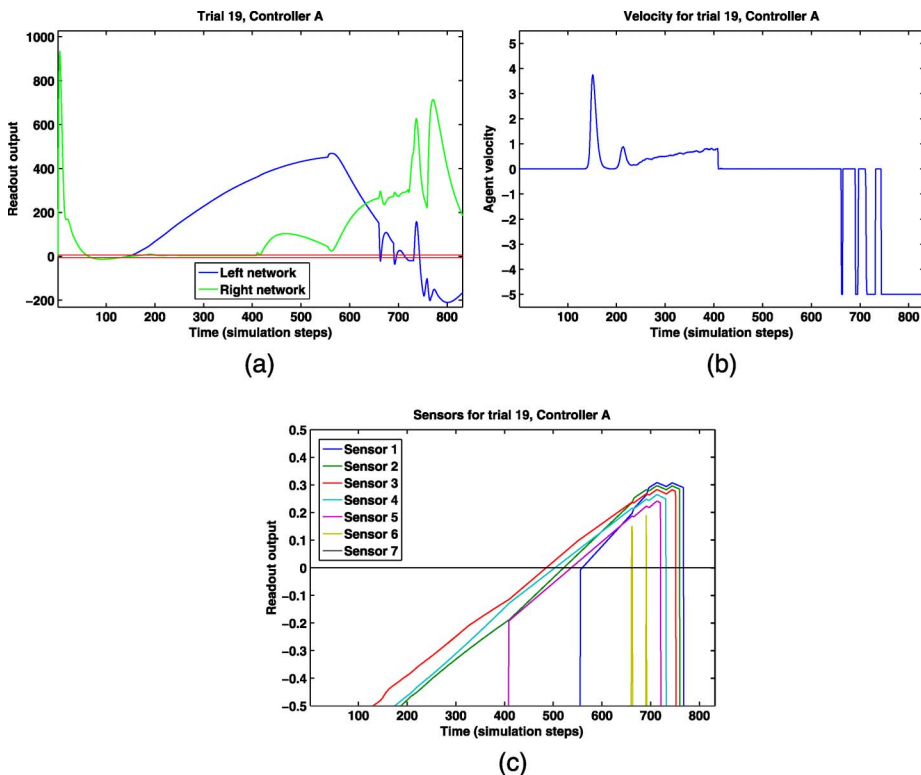 Trial 19, Controller A
1000
800
600
400
200
0
−200
Readout output
Left network
Right network
100 200 300 400 500 600 700 800
Time (simulation steps)
(a)
Velocity for trial 19, Controller A
5
4
3
2
1
0
−1
−2
−3
−4
−5
Agent velocity
100 200 300 400 500 600 700 800
Time (simulation steps)
(b)
Sensors for trial 19, Controller A
0.5
0.4
0.3
0.2
0.1
0
−0.1
−0.2
−0.3
−0.4
−0.5
Readout output
Sensor 1
Sensor 2
Sensor 3
Sensor 4
Sensor 5
Sensor 6
Sensor 7
100 200 300 400 500 600 700 800
Time (simulation steps)
(c)